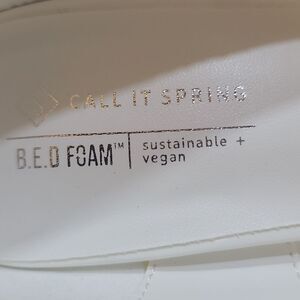 CALL IT SPRING
B.E.D FOAM™ sustainable +
vegan